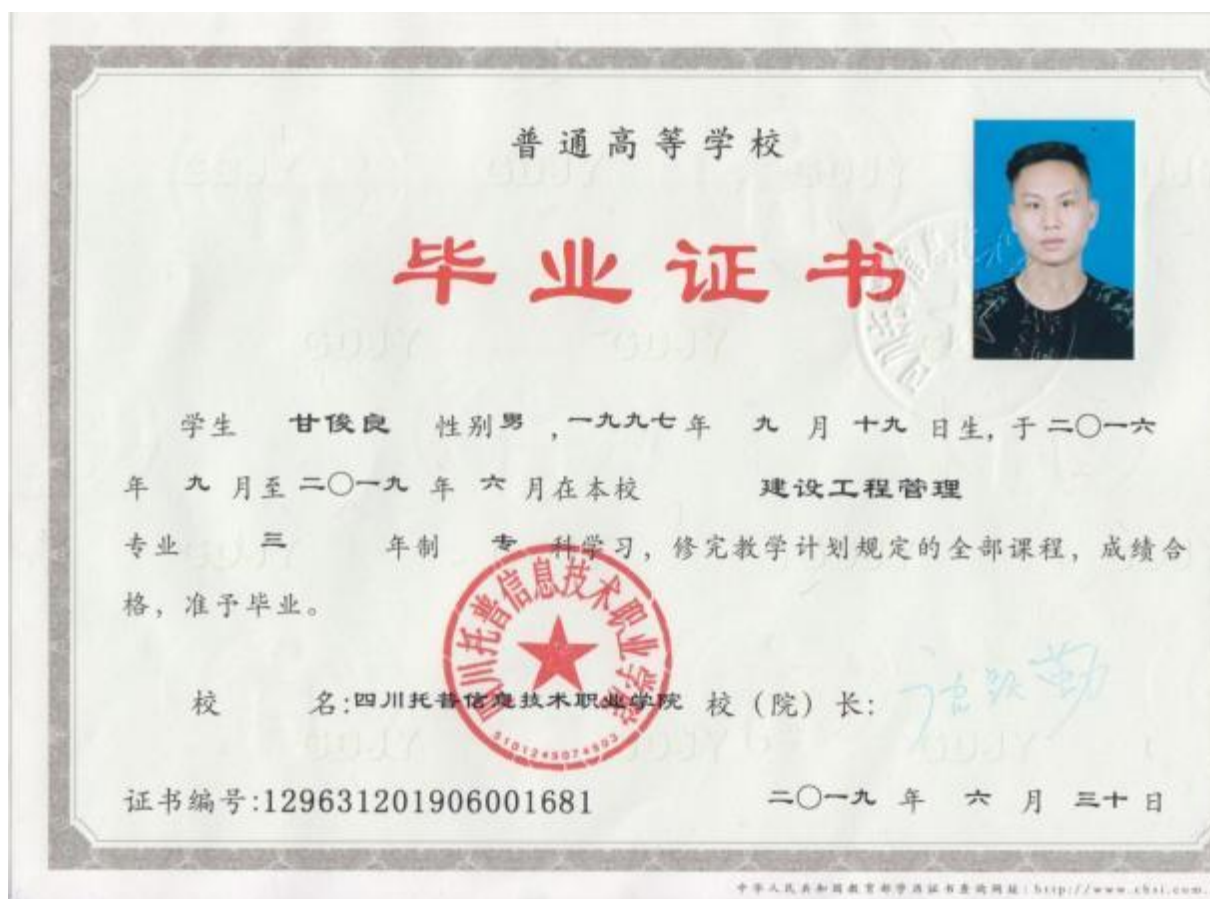 普通高等学校
毕业证书
学生 甘俊良 性别 男 ,一九九七年 九 月 十九 日生, 于 二〇一六
年 九 月至 二〇一九 年 六 月在本校 建设工程管理
专业 三 年制 专 科学习, 修完教学计划规定的全部课程, 成绩合
格, 准予毕业。
四川托普信息技术职业学院
校 名:四川托普信息技术职业学院 校（院）长:
证书编号:129631201906001681 二〇一九 年 六 月 三十 日
中华人民共和国教育部学历证书查询网址: http://www.chsi.com.